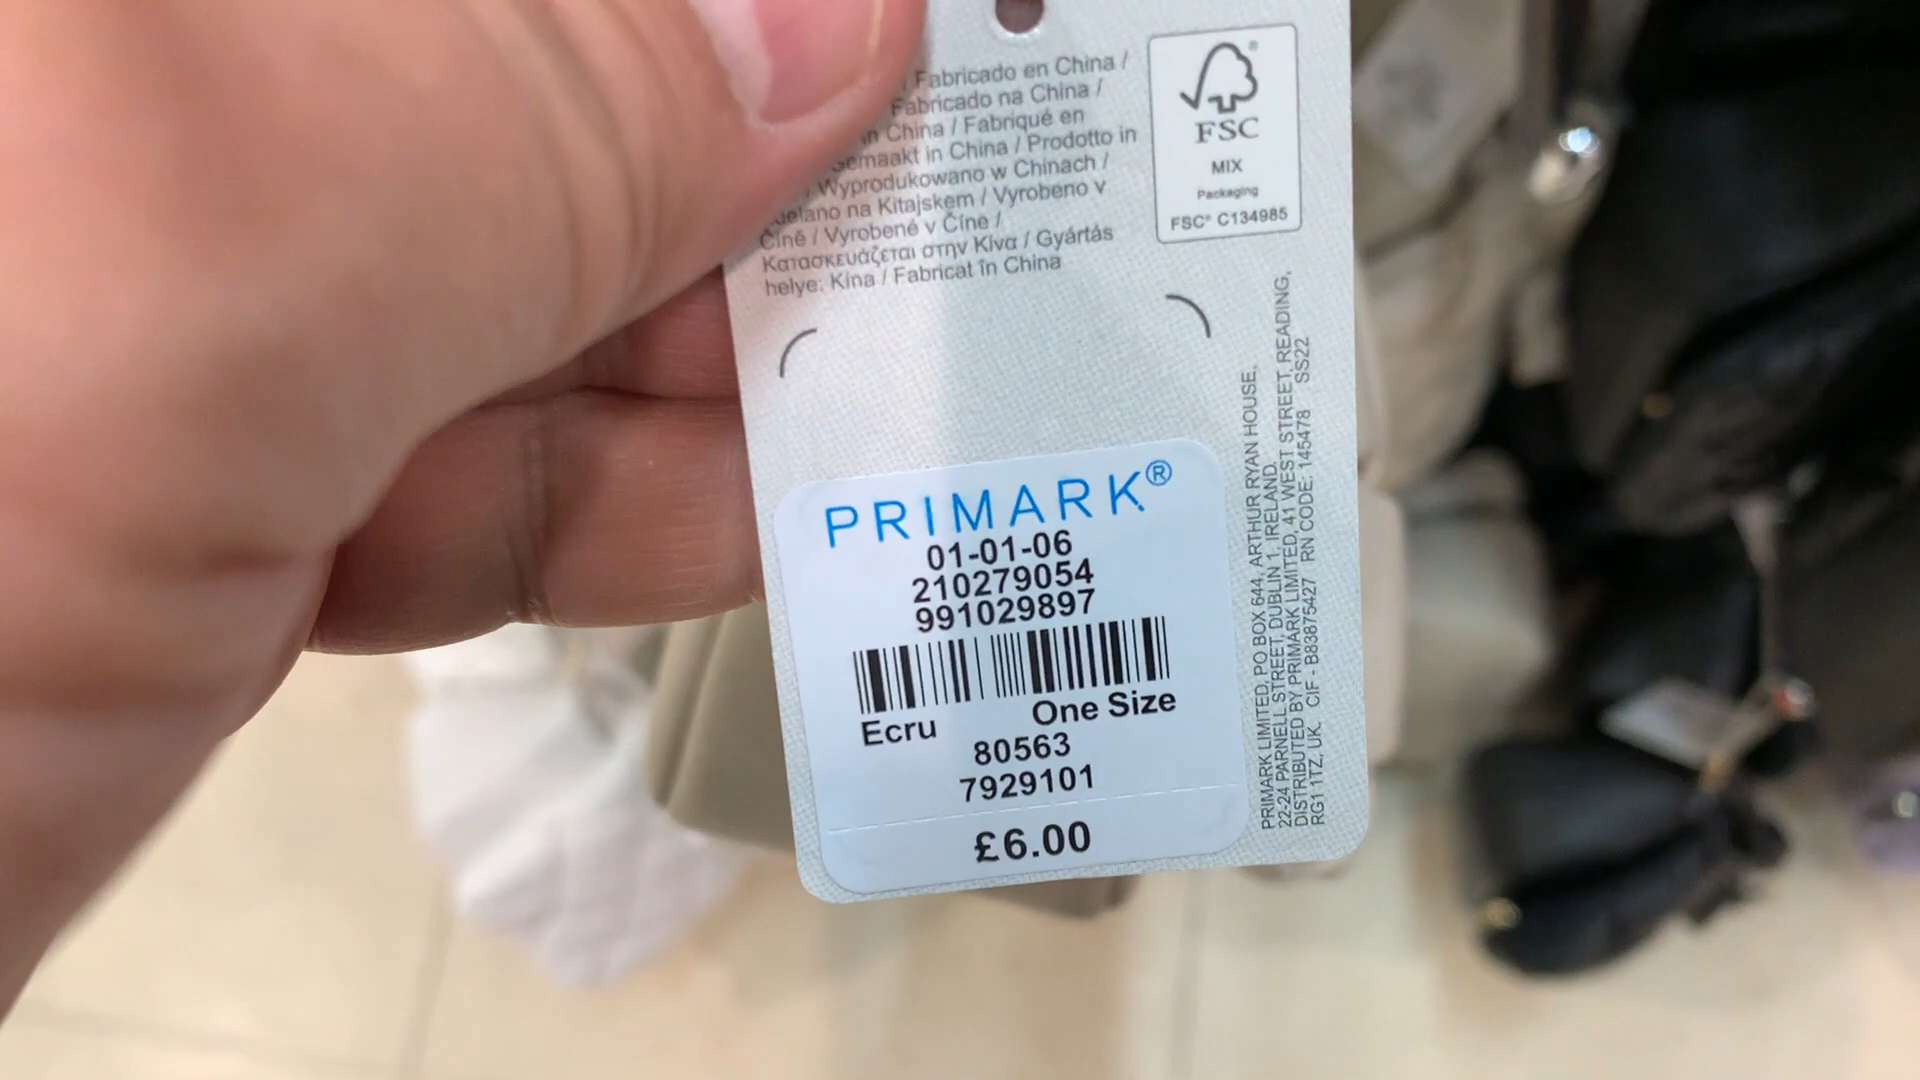 Fabricado en China /
Fabricado na China /
China / Fabriqué en
Gemaakt in China / Prodotto in
Wyprodukowano w Chinach /
na Kitajskem / Vyrobeno v
Číně / Vyrobené v Číne /
Κατασκευάζεται στην Κίνα / Gyártás
helye: Kína / Fabricat în China
FSC
MIX
Packaging
FSC® C134985
PRIMARK®
01-01-06
210279054
991029897
Ecru One Size
80563
7929101
£6.00
PRIMARK LIMITED, PO BOX 644, ARTHUR RYAN HOUSE,
22-24 PARNELL STREET, DUBLIN 1, IRELAND.
DISTRIBUTED BY PRIMARK LIMITED, 41 WEST STREET, READING,
RG1 1TZ, UK. CIF - B83875427 RN CODE: 145478 SS22